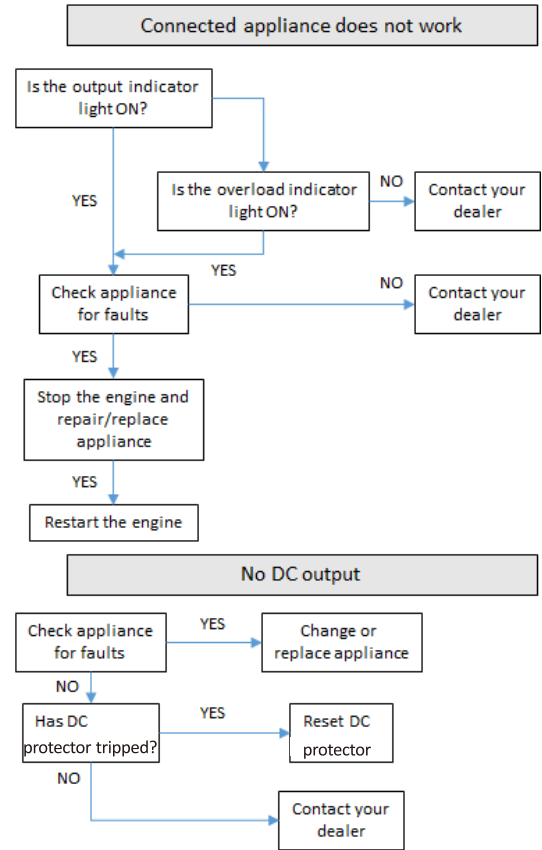 Connected appliance does not work
Is the output indicator
light ON?
YES
Is the overload indicator
light ON?
NO
Contact your
dealer
YES
Check appliance
for faults
NO
Contact your
dealer
YES
Stop the engine and
repair/replace
appliance
YES
Restart the engine
No DC output
Check appliance
for faults
YES
Change or
replace appliance
NO
Has DC
protector tripped?
YES
Reset DC
protector
NO
Contact your
dealer